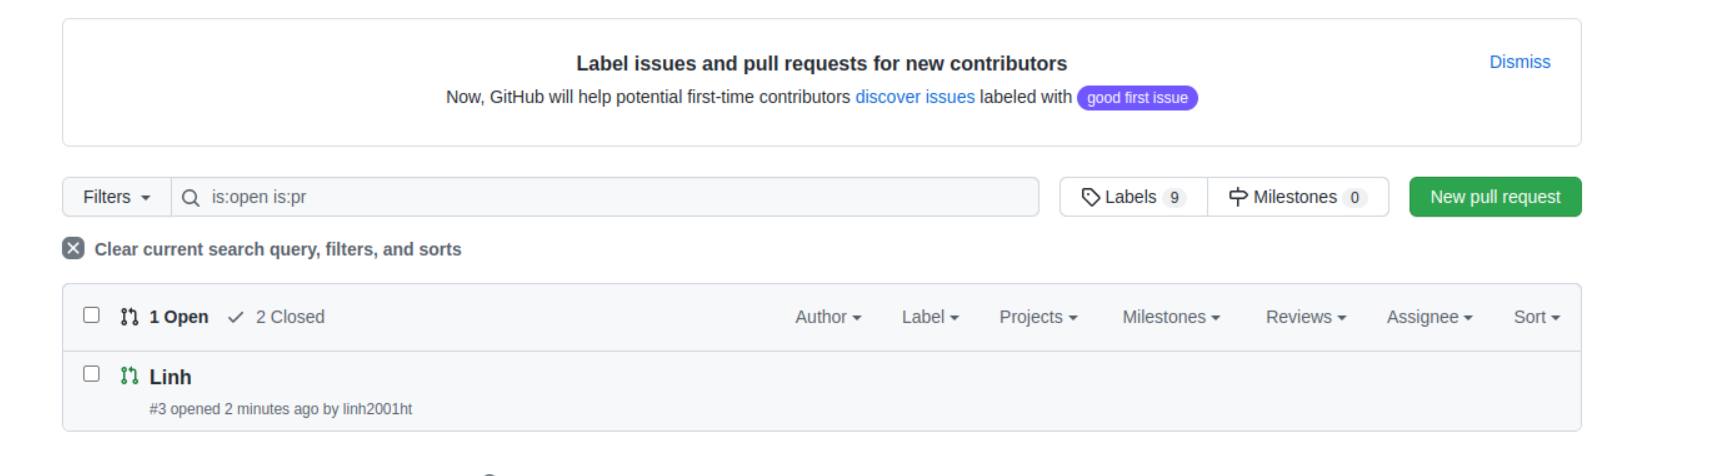 Label issues and pull requests for new contributors
Dismiss
Now, GitHub will help potential first-time contributors discover issues labeled with good first issue
Filters is:open is:pr Labels 9 Milestones 0 New pull request
Clear current search query, filters, and sorts
1 Open 2 Closed Author Label Projects Milestones Reviews Assignee Sort
Linh
#3 opened 2 minutes ago by linh2001ht